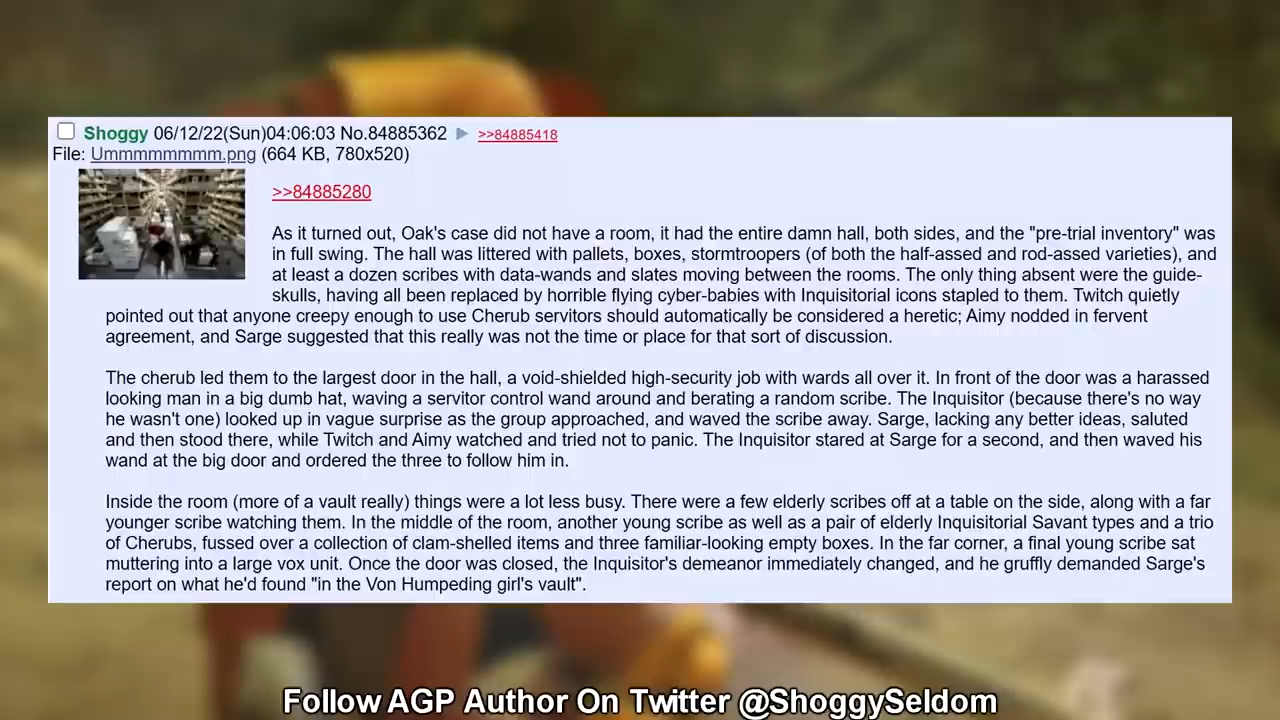 Shoggy 06/12/22(Sun)04:06:03 No.84885362 ▶ >>84885418
File: Ummmmmmmm.png (664 KB, 780x520)
>>84885280
As it turned out, Oak's case did not have a room, it had the entire damn hall, both sides, and the "pre-trial inventory" was
in full swing. The hall was littered with pallets, boxes, stormtroopers (of both the half-assed and rod-assed varieties), and
at least a dozen scribes with data-wands and slates moving between the rooms. The only thing absent were the guide-
skulls, having all been replaced by horrible flying cyber-babies with Inquisitorial icons stapled to them. Twitch quietly
pointed out that anyone creepy enough to use Cherub servitors should automatically be considered a heretic; Aimy nodded in fervent
agreement, and Sarge suggested that this really was not the time or place for that sort of discussion.
The cherub led them to the largest door in the hall, a void-shielded high-security job with wards all over it. In front of the door was a harassed
looking man in a big dumb hat, waving a servitor control wand around and berating a random scribe. The Inquisitor (because there's no way
he wasn't one) looked up in vague surprise as the group approached, and waved the scribe away. Sarge, lacking any better ideas, saluted
and then stood there, while Twitch and Aimy watched and tried not to panic. The Inquisitor stared at Sarge for a second, and then waved his
wand at the big door and ordered the three to follow him in.
Inside the room (more of a vault really) things were a lot less busy. There were a few elderly scribes off at a table on the side, along with a far
younger scribe watching them. In the middle of the room, another young scribe as well as a pair of elderly Inquisitorial Savant types and a trio
of Cherubs, fussed over a collection of clam-shelled items and three familiar-looking empty boxes. In the far corner, a final young scribe sat
muttering into a large vox unit. Once the door was closed, the Inquisitor's demeanor immediately changed, and he gruffly demanded Sarge's
report on what he'd found "in the Von Humpeding girl's vault".
Follow AGP Author On Twitter @ShoggySeldom